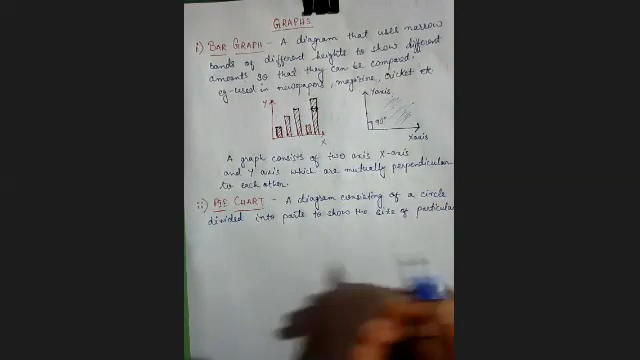 GRAPHS
i) BAR GRAPH - A diagram that uses narrow
bands of different heights to show different
amounts so that they can be compared.
eg used in newspapers, magazine, cricket etc
Y
X
Y axis
90°
X axis
A graph consists of two axis X-axis
and Y axis which are mutually perpendicular
to each other.
ii) PIE CHART - A diagram consisting of a circle
divided into parts to show the size of particular